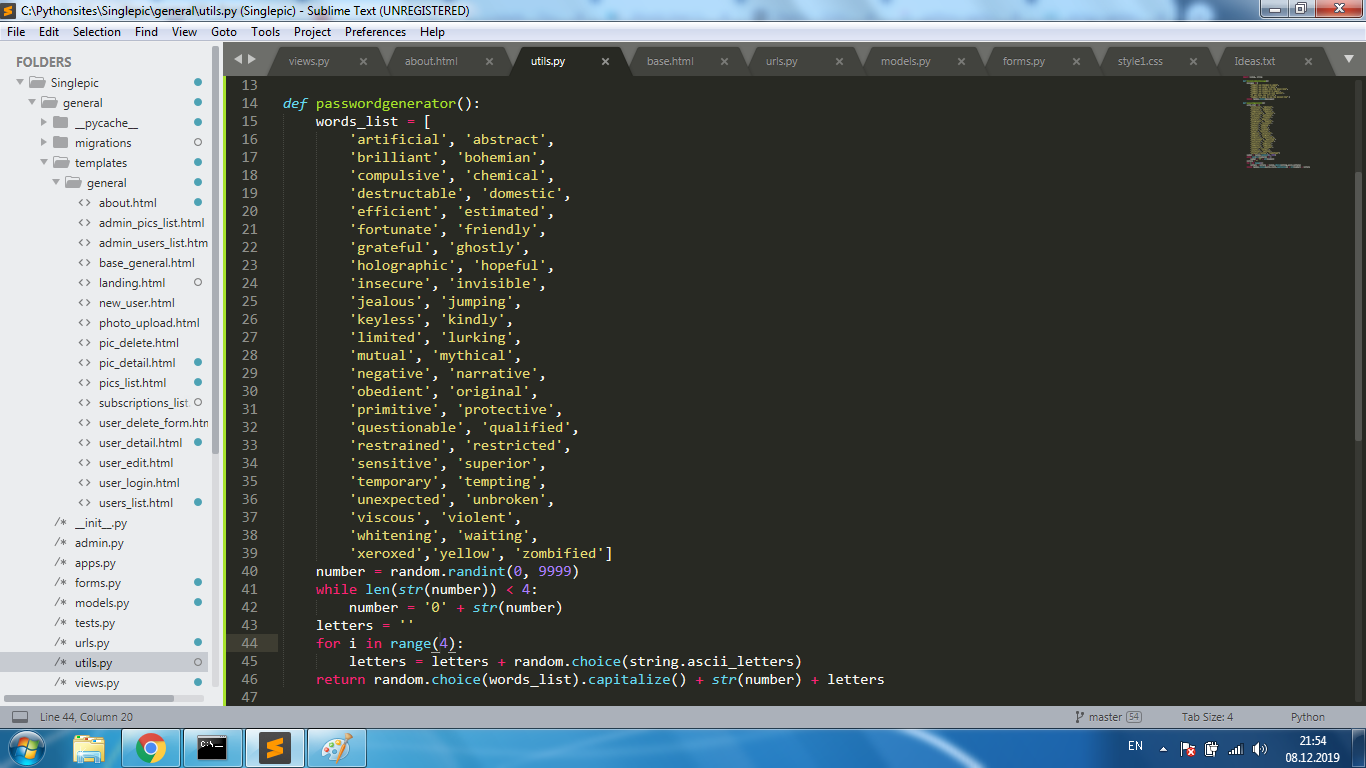 C:\Pythonsites\Singlepic\general\utils.py (Singlepic) - Sublime Text (UNREGISTERED)
File Edit Selection Find View Goto Tools Project Preferences Help
FOLDERS
Singlepic
general
__pycache__
migrations
templates
general
about.html
admin_pics_list.html
admin_users_list.htm
base_general.html
landing.html
new_user.html
photo_upload.html
pic_delete.html
pic_detail.html
pics_list.html
subscriptions_list.
user_delete_form.htn
user_detail.html
user_edit.html
user_login.html
users_list.html
/* __init__.py
/* admin.py
/* apps.py
/* forms.py
/* models.py
/* tests.py
/* urls.py
/* utils.py
/* views.py
views.py about.html utils.py base.html urls.py models.py forms.py style1.css Ideas.txt
13
14 def passwordgenerator():
15 words_list = [
16 'artificial', 'abstract',
17 'brilliant', 'bohemian',
18 'compulsive', 'chemical',
19 'destructable', 'domestic',
20 'efficient', 'estimated',
21 'fortunate', 'friendly',
22 'grateful', 'ghostly',
23 'holographic', 'hopeful',
24 'insecure', 'invisible',
25 'jealous', 'jumping',
26 'keyless', 'kindly',
27 'limited', 'lurking',
28 'mutual', 'mythical',
29 'negative', 'narrative',
30 'obedient', 'original',
31 'primitive', 'protective',
32 'questionable', 'qualified',
33 'restrained', 'restricted',
34 'sensitive', 'superior',
35 'temporary', 'tempting',
36 'unexpected', 'unbroken',
37 'viscous', 'violent',
38 'whitening', 'waiting',
39 'xeroxed','yellow', 'zombified']
40 number = random.randint(0, 9999)
41 while len(str(number)) < 4:
42 number = '0' + str(number)
43 letters = ''
44 for i in range(4):
45 letters = letters + random.choice(string.ascii_letters)
46 return random.choice(words_list).capitalize() + str(number) + letters
47
Line 44, Column 20 master 54 Tab Size: 4 Python
EN 21:54
08.12.2019